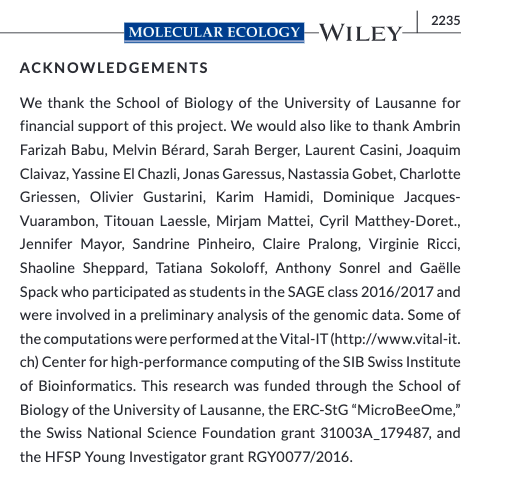 MOLECULAR ECOLOGY WILEY 2235
ACKNOWLEDGEMENTS
We thank the School of Biology of the University of Lausanne for
financial support of this project. We would also like to thank Ambrin
Farizah Babu, Melvin Bérard, Sarah Berger, Laurent Casini, Joaquim
Claivaz, Yassine El Chazli, Jonas Garessus, Nastassia Gobet, Charlotte
Griessen, Olivier Gustarini, Karim Hamidi, Dominique Jacques-
Vuarambon, Titouan Laessle, Mirjam Mattei, Cyril Matthey-Doret.,
Jennifer Mayor, Sandrine Pinheiro, Claire Pralong, Virginie Ricci,
Shaoline Sheppard, Tatiana Sokoloff, Anthony Sonrel and Gaëlle
Spack who participated as students in the SAGE class 2016/2017 and
were involved in a preliminary analysis of the genomic data. Some of
the computations were performed at the Vital-IT (http://www.vital-it.
ch) Center for high-performance computing of the SIB Swiss Institute
of Bioinformatics. This research was funded through the School of
Biology of the University of Lausanne, the ERC-StG “MicroBeeOme,”
the Swiss National Science Foundation grant 31003A_179487, and
the HFSP Young Investigator grant RGY0077/2016.